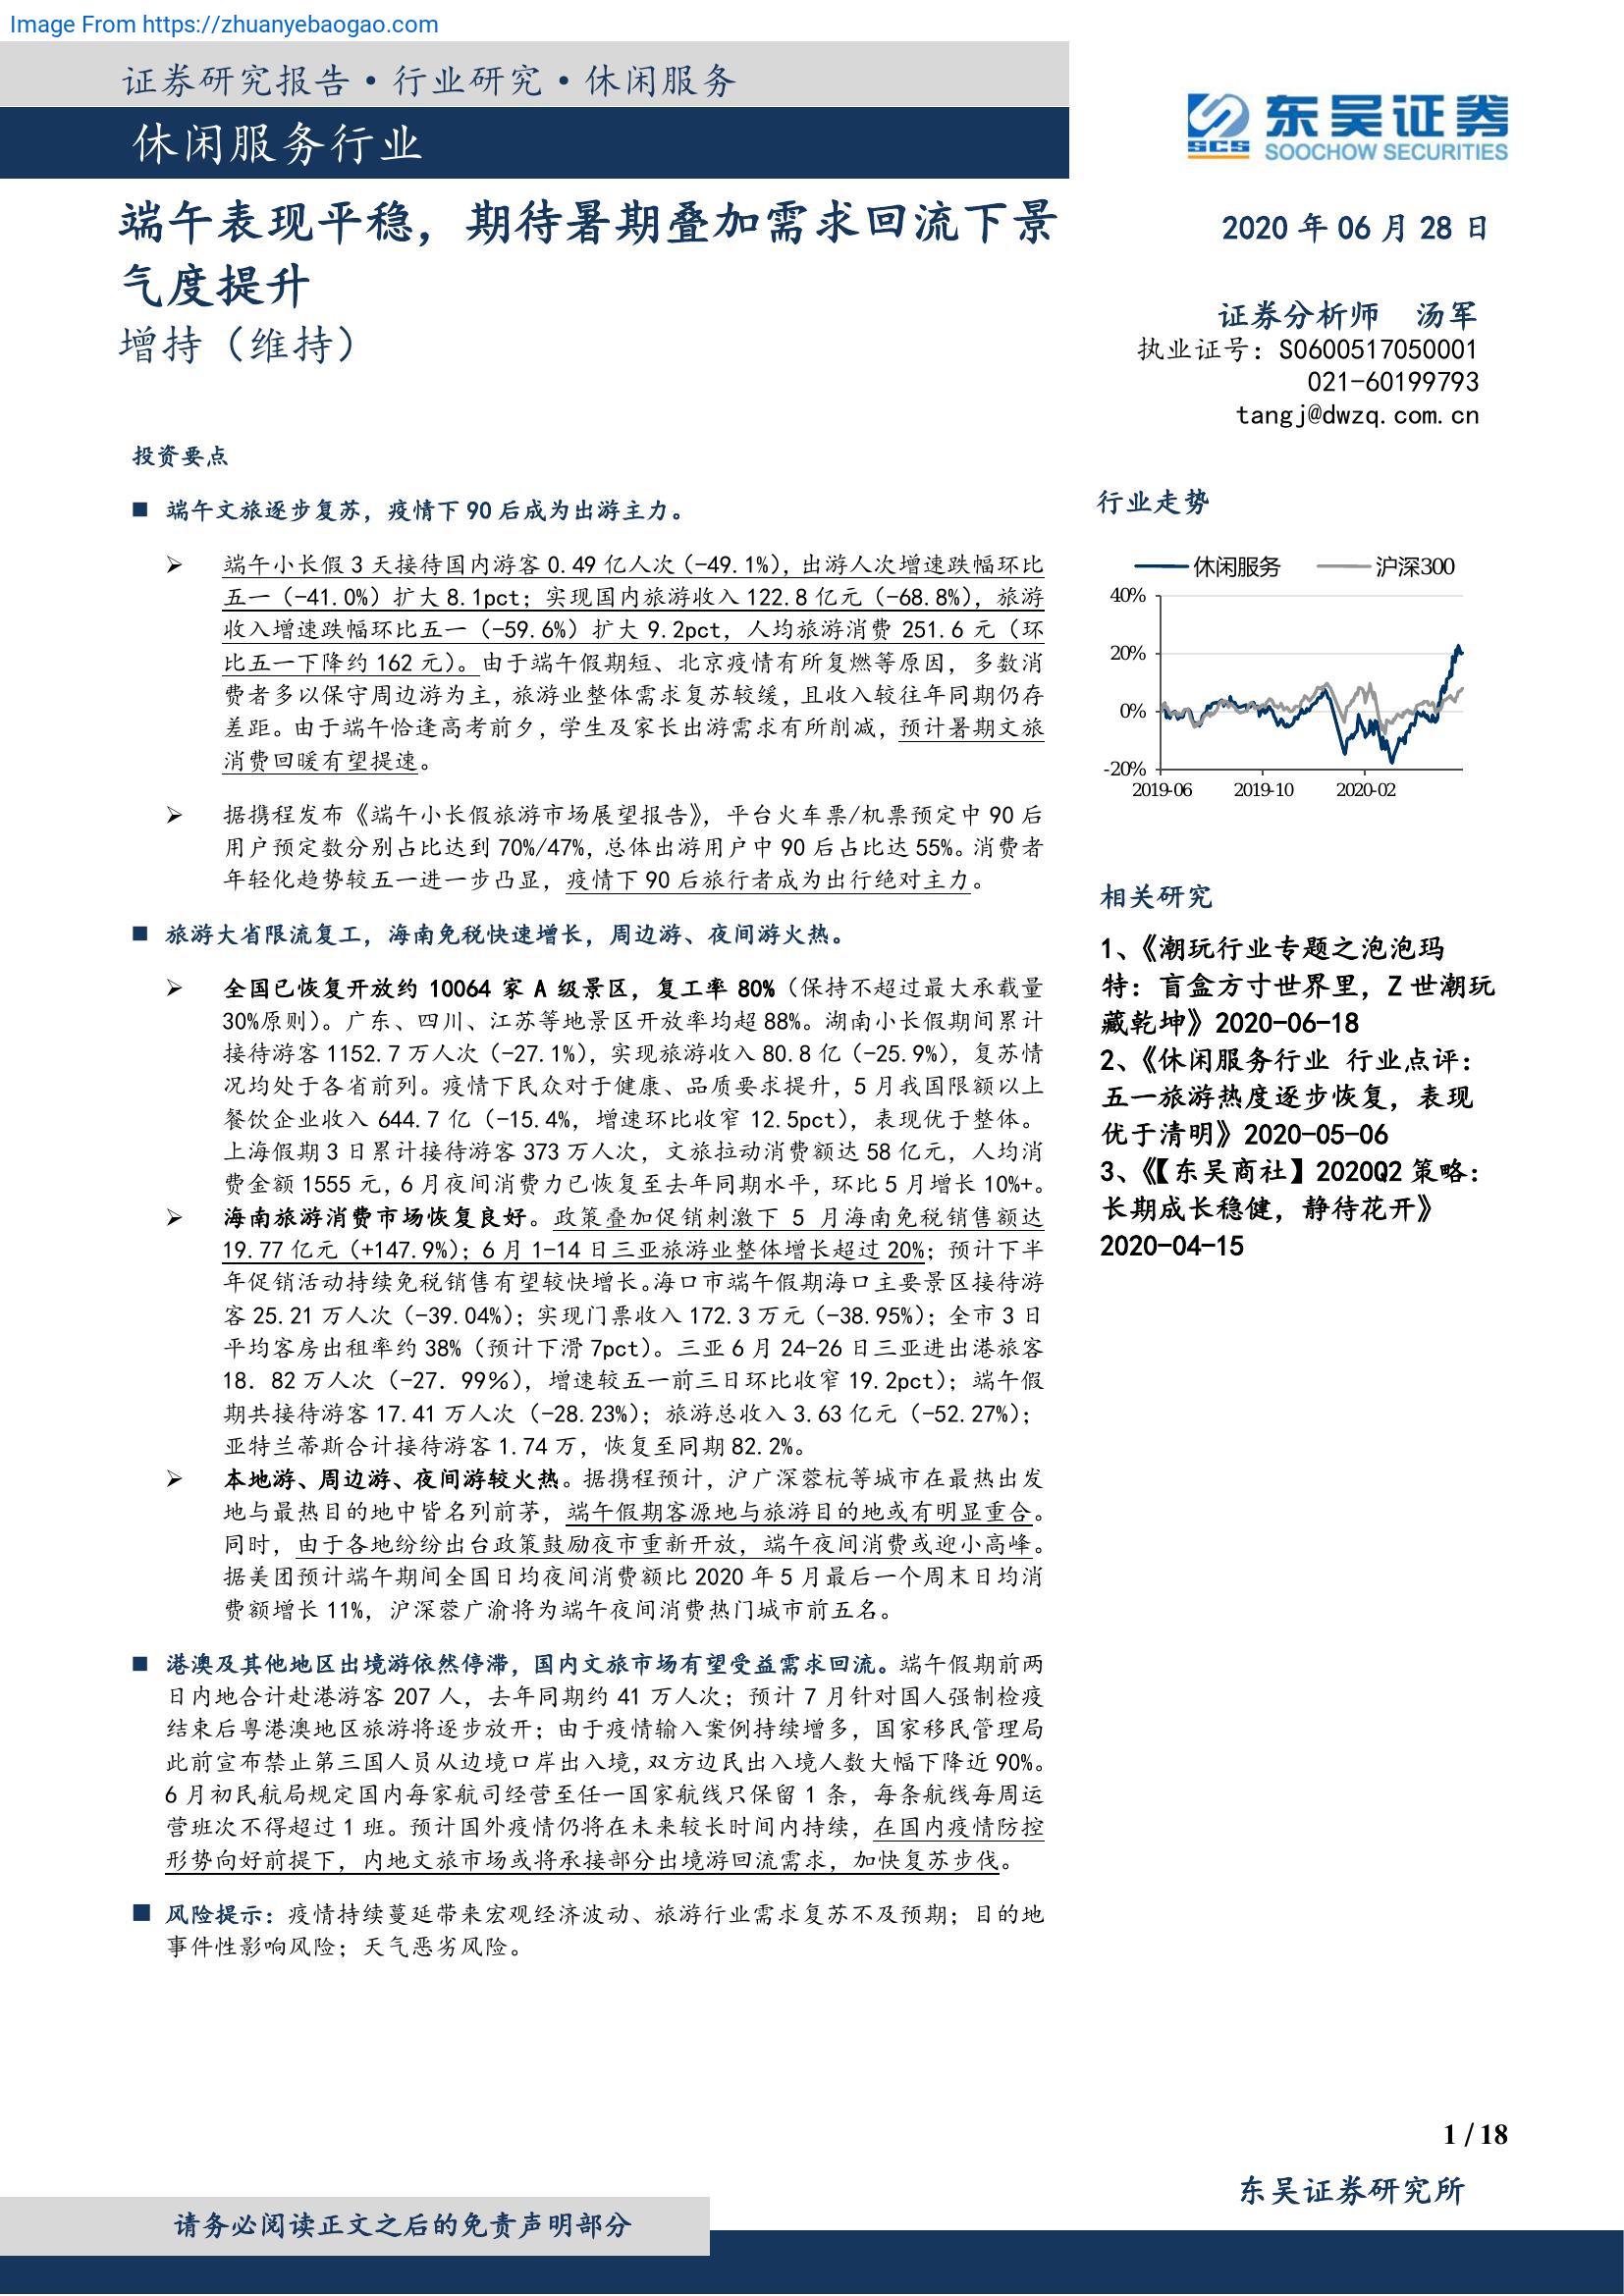 Image From https://zhuanyebaogao.com
证券研究报告·行业研究·休闲服务
休闲服务行业
东吴证券
SCS SOOCHOW SECURITIES
端午表现平稳，期待暑期叠加需求回流下景
气度提升
增持（维持）
2020 年 06 月 28 日
证券分析师 汤军
执业证号：S0600517050001
021-60199793
tangj@dwzq.com.cn
投资要点
■ 端午文旅逐步复苏，疫情下 90 后成为出游主力。
➢ 端午小长假 3 天接待国内游客 0.49 亿人次（-49.1%），出游人次增速跌幅环比
五一（-41.0%）扩大 8.1pct；实现国内旅游收入 122.8 亿元（-68.8%），旅游
收入增速跌幅环比五一（-59.6%）扩大 9.2pct，人均旅游消费 251.6 元（环
比五一下降约 162 元）。由于端午假期短、北京疫情有所复燃等原因，多数消
费者多以保守周边游为主，旅游业整体需求复苏较缓，且收入较往年同期仍存
差距。由于端午恰逢高考前夕，学生及家长出游需求有所削减，预计暑期文旅
消费回暖有望提速。
➢ 据携程发布《端午小长假旅游市场展望报告》，平台火车票/机票预定中 90 后
用户预定数分别占比达到 70%/47%，总体出游用户中 90 后占比达 55%。消费者
年轻化趋势较五一进一步凸显，疫情下 90 后旅行者成为出行绝对主力。
■ 旅游大省限流复工，海南免税快速增长，周边游、夜间游火热。
➢ 全国已恢复开放约 10064 家 A 级景区，复工率 80%（保持不超过最大承载量
30%原则）。广东、四川、江苏等地景区开放率均超 88%。湖南小长假期间累计
接待游客 1152.7 万人次（-27.1%），实现旅游收入 80.8 亿（-25.9%），复苏情
况均处于各省前列。疫情下民众对于健康、品质要求提升，5 月我国限额以上
餐饮企业收入 644.7 亿（-15.4%，增速环比收窄 12.5pct），表现优于整体。
上海假期 3 日累计接待游客 373 万人次，文旅拉动消费额达 58 亿元，人均消
费金额 1555 元，6 月夜间消费力已恢复至去年同期水平，环比 5 月增长 10%+。
➢ 海南旅游消费市场恢复良好。政策叠加促销刺激下 5 月海南免税销售额达
19.77 亿元（+147.9%）；6 月 1-14 日三亚旅游业整体增长超过 20%；预计下半
年促销活动持续免税销售有望较快增长。海口市端午假期海口主要景区接待游
客 25.21 万人次（-39.04%）；实现门票收入 172.3 万元（-38.95%）；全市 3 日
平均客房出租率约 38%（预计下滑 7pct）。三亚 6 月 24-26 日三亚进出港旅客
18．82 万人次（-27．99％），增速较五一前三日环比收窄 19.2pct）；端午假
期共接待游客 17.41 万人次（-28.23%）；旅游总收入 3.63 亿元（-52.27%）；
亚特兰蒂斯合计接待游客 1.74 万，恢复至同期 82.2%。
➢ 本地游、周边游、夜间游较火热。据携程预计，沪广深蓉杭等城市在最热出发
地与最热目的地中皆名列前茅，端午假期客源地与旅游目的地或有明显重合。
同时，由于各地纷纷出台政策鼓励夜市重新开放，端午夜间消费或迎小高峰。
据美团预计端午期间全国日均夜间消费额比 2020 年 5 月最后一个周末日均消
费额增长 11%，沪深蓉广渝将为端午夜间消费热门城市前五名。
■ 港澳及其他地区出境游依然停滞，国内文旅市场有望受益需求回流。端午假期前两
日内地合计赴港游客 207 人，去年同期约 41 万人次；预计 7 月针对国人强制检疫
结束后粤港澳地区旅游将逐步放开；由于疫情输入案例持续增多，国家移民管理局
此前宣布禁止第三国人员从边境口岸出入境，双方边民出入境人数大幅下降近 90%。
6 月初民航局规定国内每家航司经营至任一国家航线只保留 1 条，每条航线每周运
营班次不得超过 1 班。预计国外疫情仍将在未来较长时间内持续，在国内疫情防控
形势向好前提下，内地文旅市场或将承接部分出境游回流需求，加快复苏步伐。
■ 风险提示：疫情持续蔓延带来宏观经济波动、旅游行业需求复苏不及预期；目的地
事件性影响风险；天气恶劣风险。
行业走势
休闲服务 沪深300
40%
20%
0%
-20%
2019-06 2019-10 2020-02
相关研究
1、《潮玩行业专题之泡泡玛
特：盲盒方寸世界里，Z 世潮玩
藏乾坤》2020-06-18
2、《休闲服务行业 行业点评：
五一旅游热度逐步恢复，表现
优于清明》2020-05-06
3、《【东吴商社】2020Q2 策略：
长期成长稳健，静待花开》
2020-04-15
1 / 18
东吴证券研究所
请务必阅读正文之后的免责声明部分